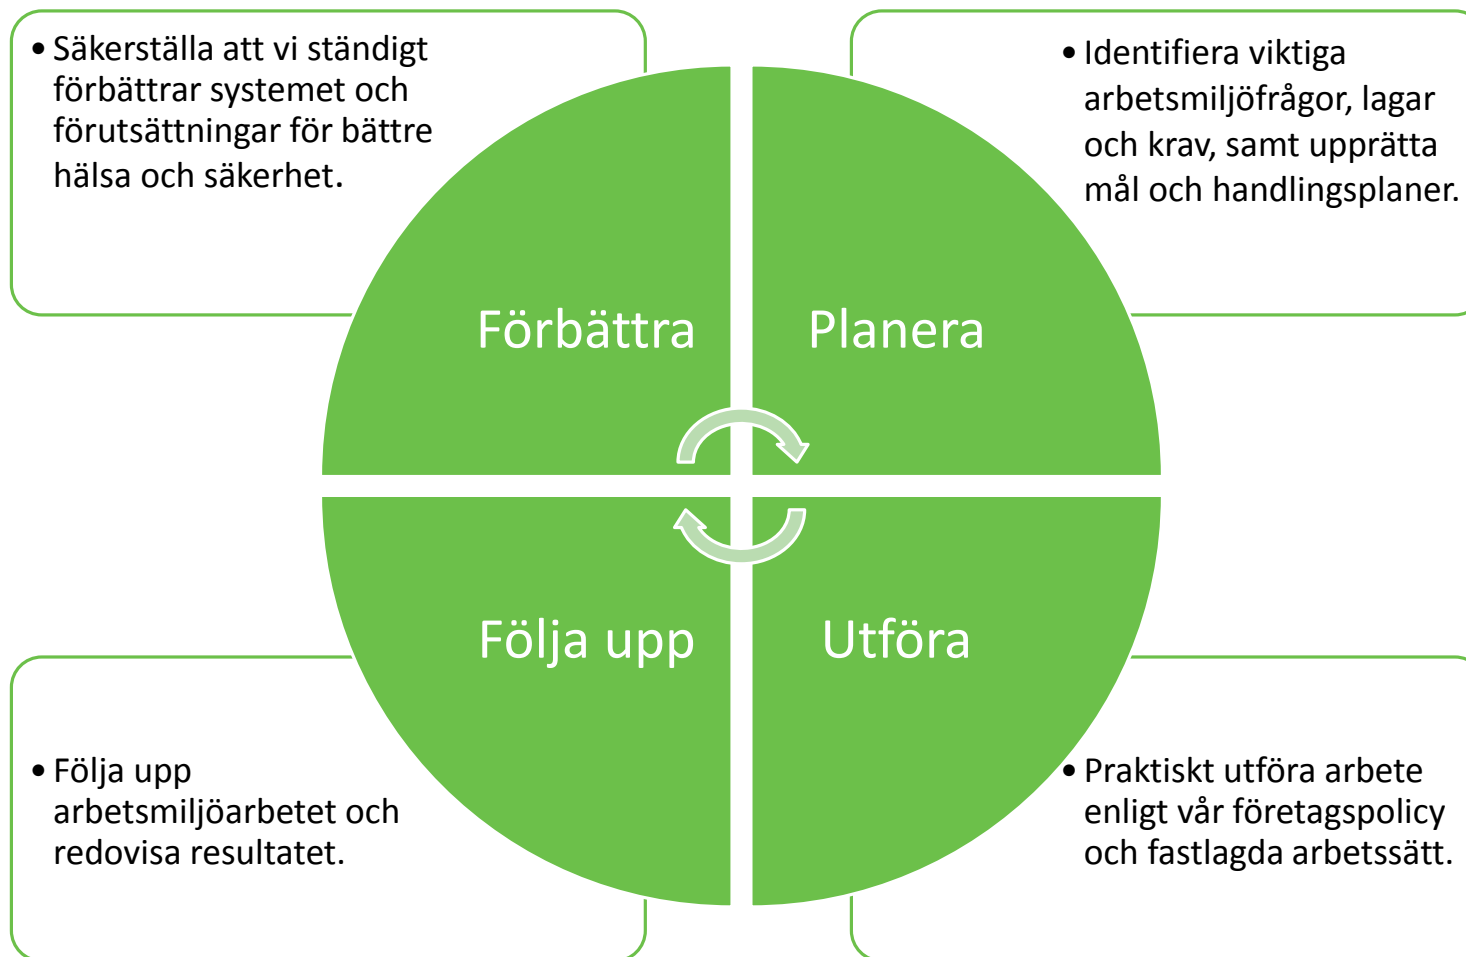 • Säkerställa att vi ständigt
förbättrar systemet och
förutsättningar för bättre
hälsa och säkerhet.
• Identifiera viktiga
arbetsmiljöfrågor, lagar
och krav, samt upprätta
mål och handlingsplaner.
Förbättra
Planera
Följa upp
Utföra
• Följa upp
arbetsmiljöarbetet och
redovisa resultatet.
• Praktiskt utföra arbete
enligt vår företagspolicy
och fastlagda arbetssätt.